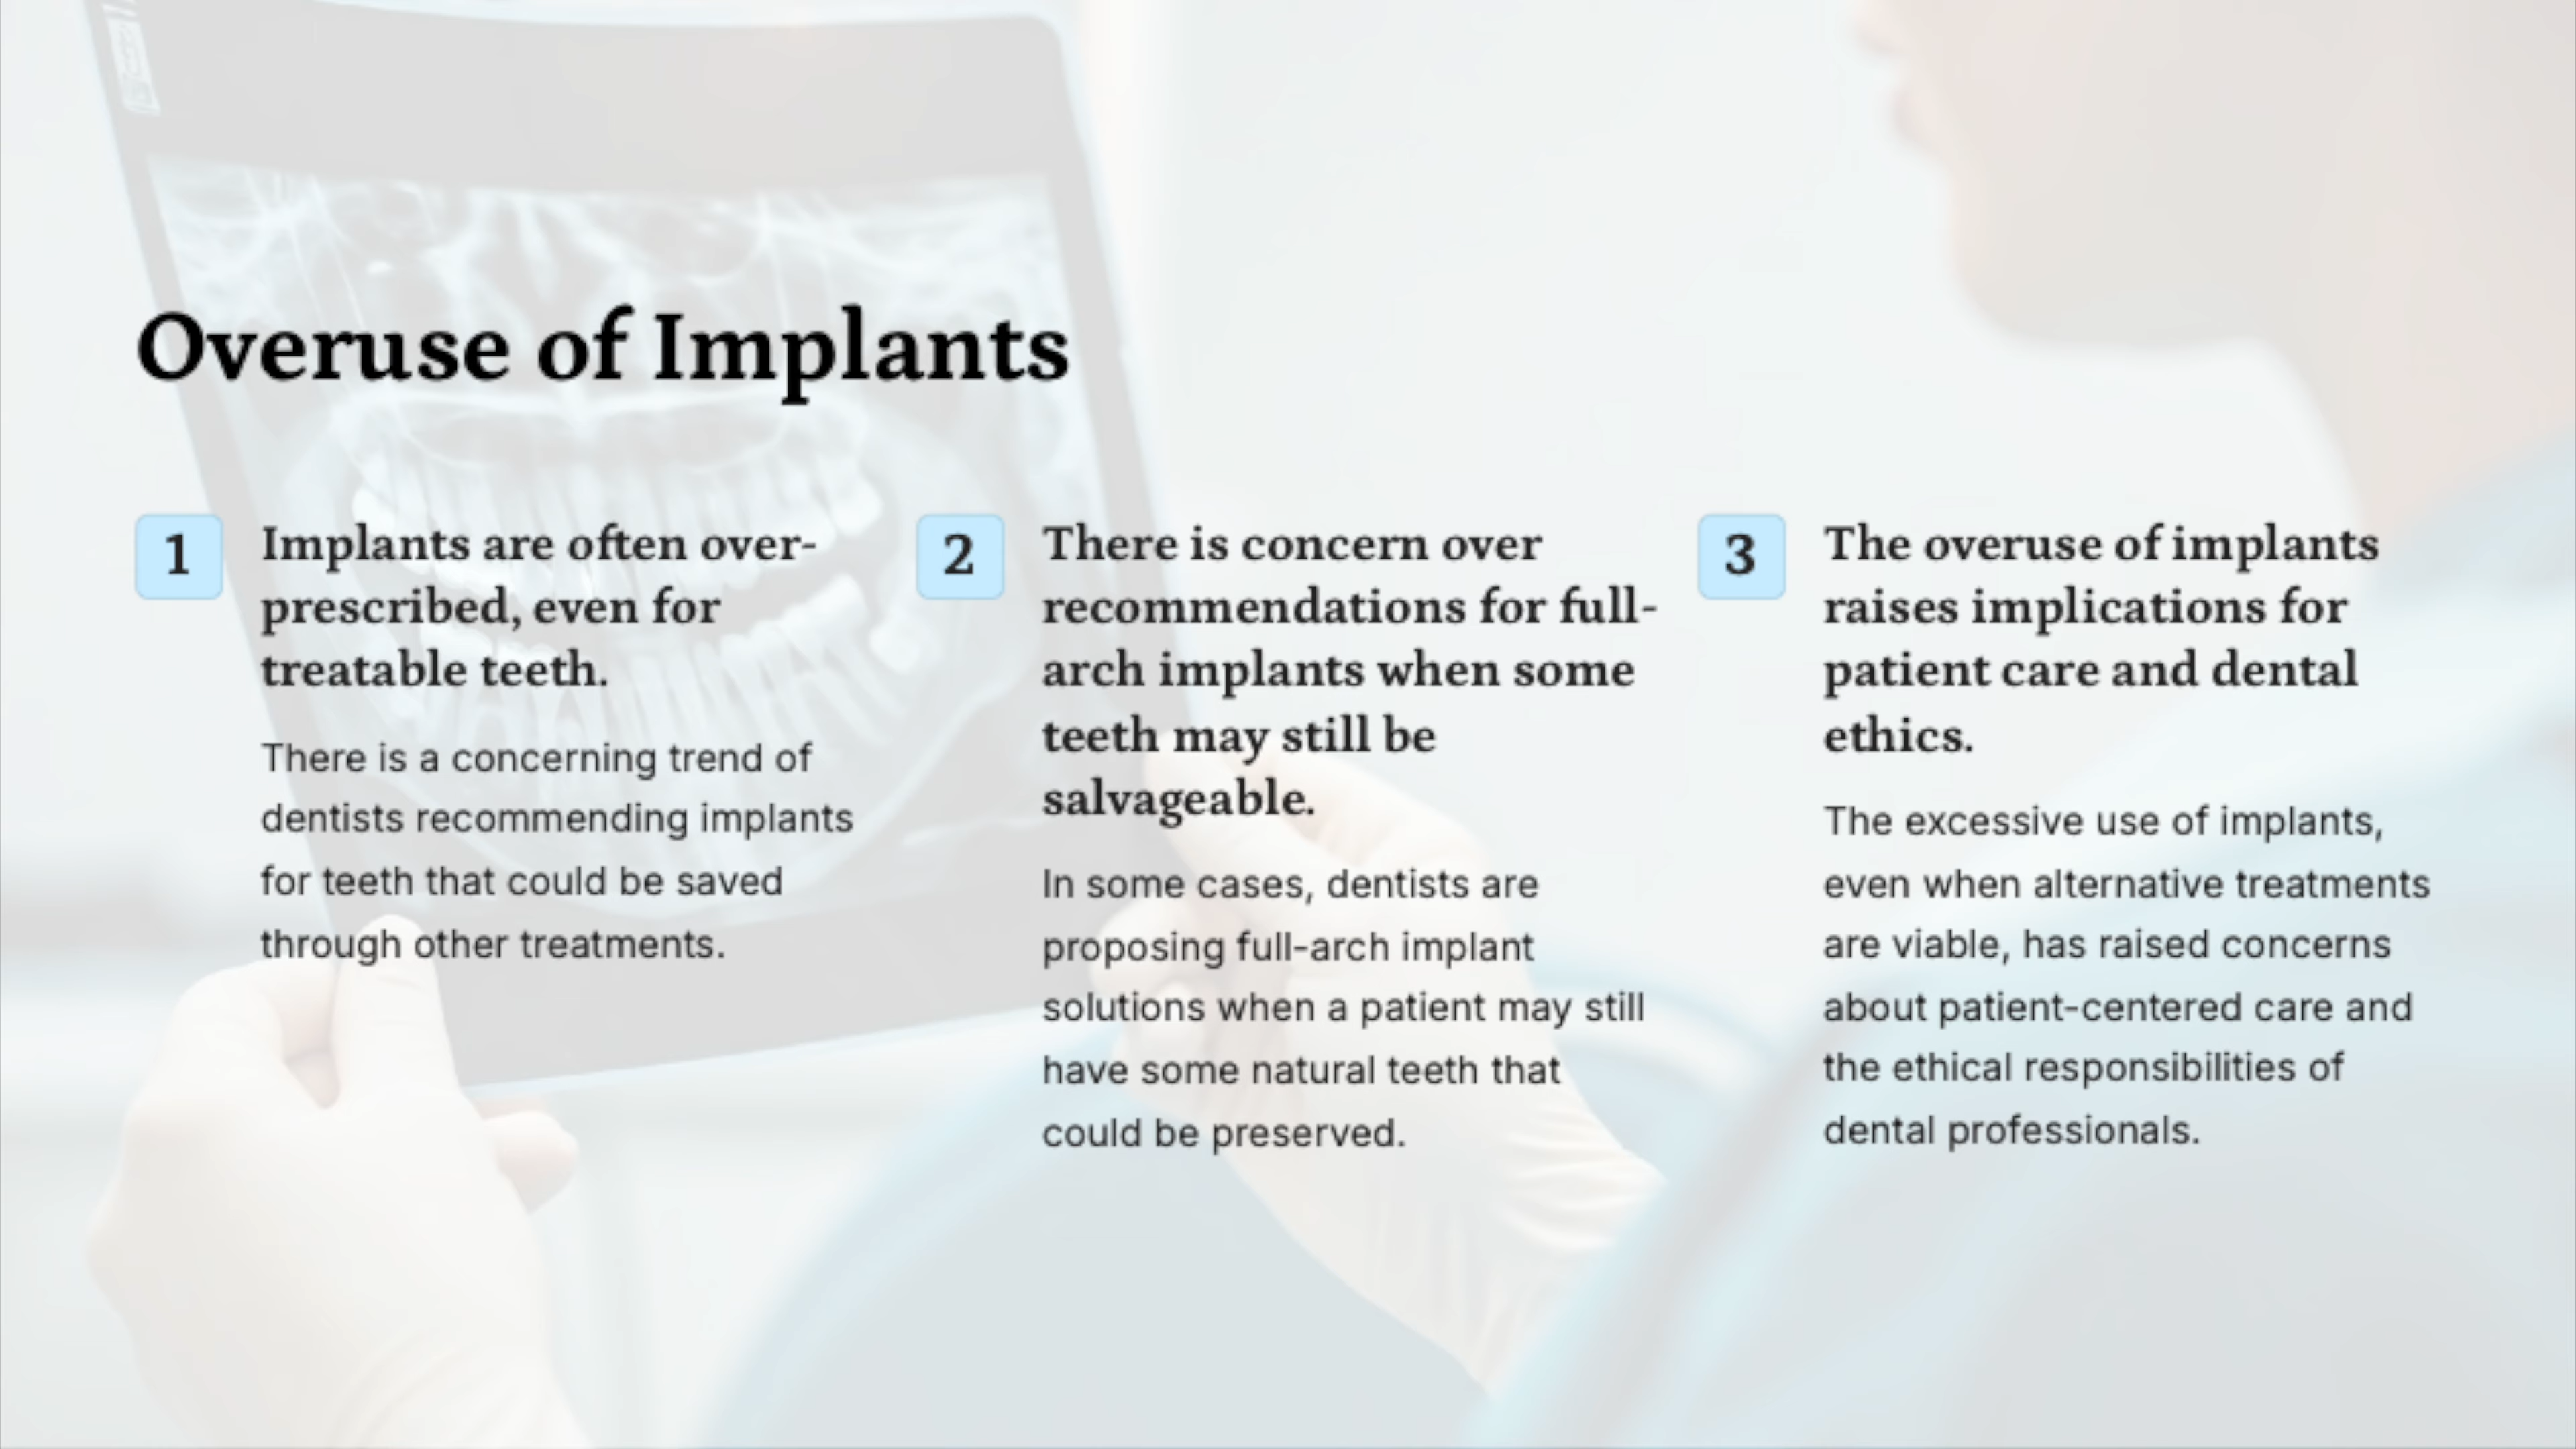 Overuse of Implants
1
Implants are often over-
prescribed, even for
treatable teeth.
There is a concerning trend of
dentists recommending implants
for teeth that could be saved
through other treatments.
2
There is concern over
recommendations for full-
arch implants when some
teeth may still be
salvageable.
In some cases, dentists are
proposing full-arch implant
solutions when a patient may still
have some natural teeth that
could be preserved.
3
The overuse of implants
raises implications for
patient care and dental
ethics.
The excessive use of implants,
even when alternative treatments
are viable, has raised concerns
about patient-centered care and
the ethical responsibilities of
dental professionals.